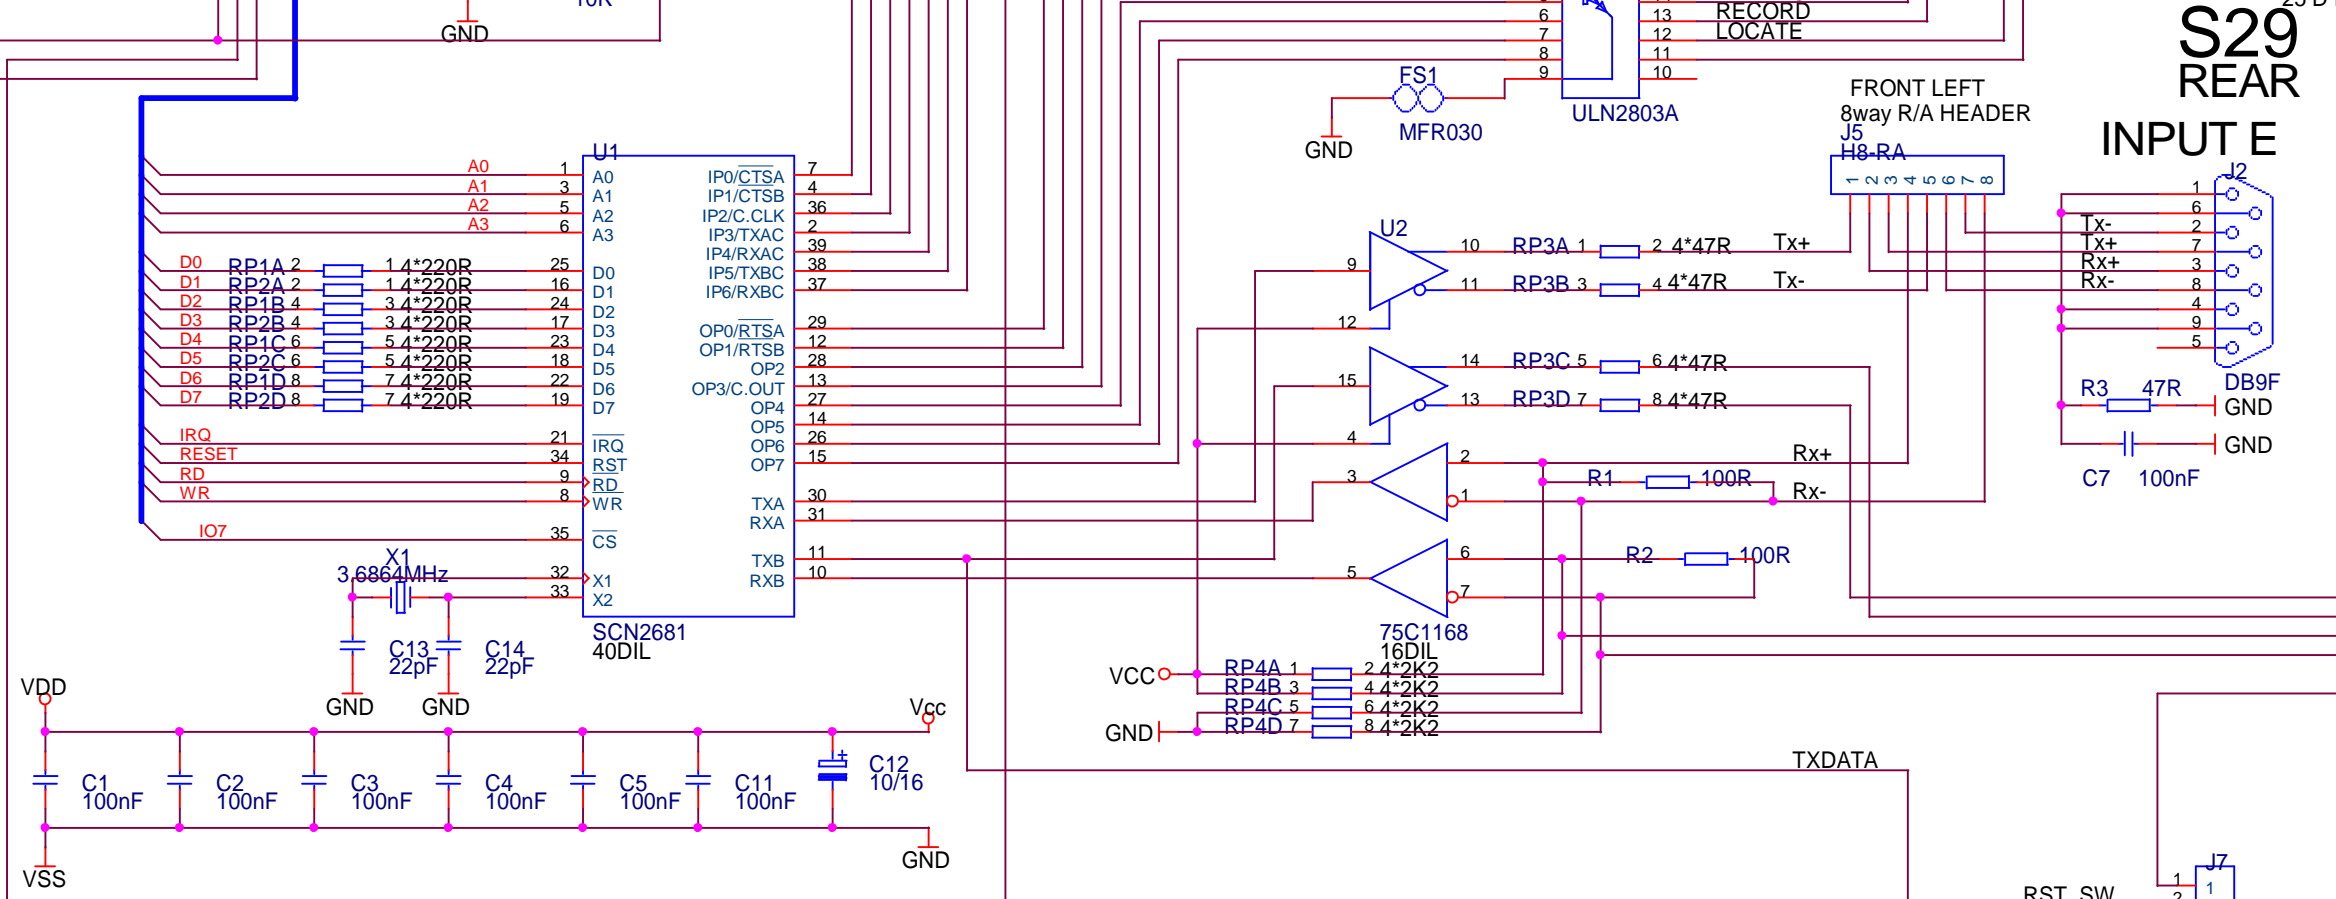 10R
GND
6
7
8
9
13
12
11
10
RECORD
LOCATE
ULN2803A
FS1
MFR030
GND
S29
REAR
INPUT E
FRONT LEFT
8way R/A HEADER
J5
H8-RA
1 2 3 4 5 6 7 8
J2
1
6
2
7
3
8
4
9
5
Tx-
Tx+
Rx+
Rx-
DB9F
R3 47R
GND
C7 100nF
GND
U1
A0 1 A0
A1 3 A1
A2 5 A2
A3 6 A3
D0 RP1A 2 1 4*220R 25 D0
D1 RP2A 2 1 4*220R 16 D1
D2 RP1B 4 3 4*220R 24 D2
D3 RP2B 4 3 4*220R 17 D3
D4 RP1C 6 5 4*220R 23 D4
D5 RP2C 6 5 4*220R 18 D5
D6 RP1D 8 7 4*220R 22 D6
D7 RP2D 8 7 4*220R 19 D7
IRQ 21 IRQ
RESET 34 RST
RD 9 RD
WR 8 WR
IO7 35 CS
32 X1
33 X2
IP0/CTSA 7
IP1/CTSB 4
IP2/C.CLK 36
IP3/TXAC 2
IP4/RXAC 39
IP5/TXBC 38
IP6/RXBC 37
OP0/RTSA 29
OP1/RTSB 12
OP2 28
OP3/C.OUT 13
OP4 27
OP5 14
OP6 26
OP7 15
TXA 30
RXA 31
TXB 11
RXB 10
SCN2681
40DIL
X1
3.6864MHz
C13
22pF
C14
22pF
GND
GND
U2
9
10 RP3A 1 2 4*47R Tx+
11 RP3B 3 4 4*47R Tx-
12
15
14 RP3C 5 6 4*47R
13 RP3D 7 8 4*47R
4
3
2
1
Rx+
R1 100R
Rx-
5
6
7
R2 100R
75C1168
16DIL
VCC
RP4A 1 2 4*2K2
RP4B 3 4 4*2K2
RP4C 5 6 4*2K2
RP4D 7 8 4*2K2
GND
TXDATA
VDD
Vcc
C1
100nF
C2
100nF
C3
100nF
C4
100nF
C5
100nF
C11
100nF
+
C12
10/16
VSS
GND
J7
1
1
2
RST_SW